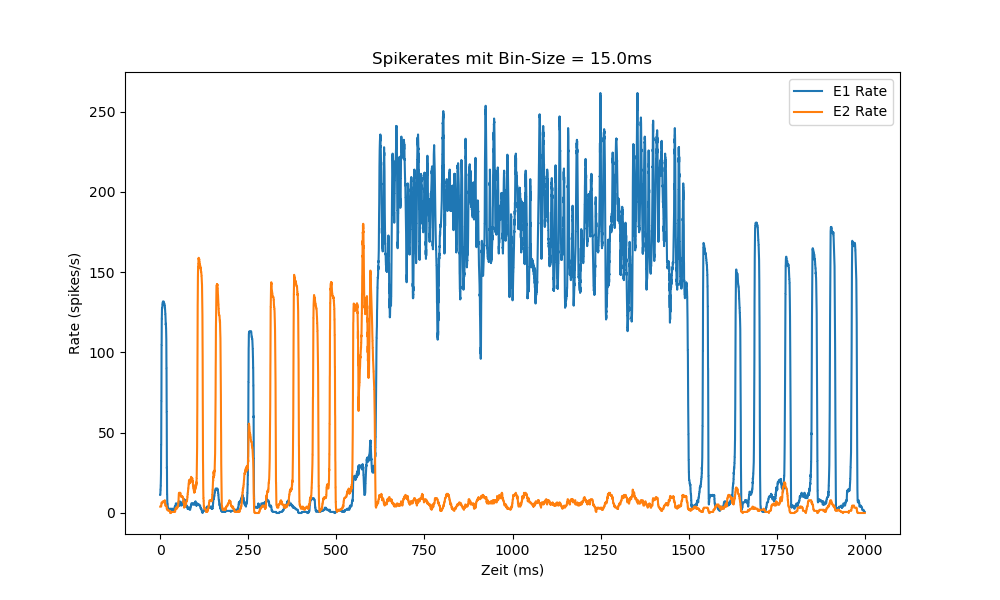 Spikerates mit Bin-Size = 15.0ms
E1 Rate
E2 Rate
250
200
150
100
50
0
Rate (spikes/s)
0 250 500 750 1000 1250 1500 1750 2000
Zeit (ms)